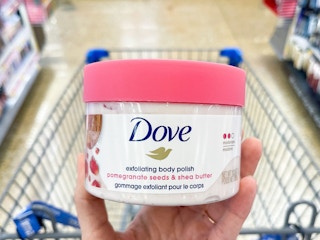 Dove
exfoliating body polish
pomegranate seeds & shea butter
gommage exfoliant pour le corps